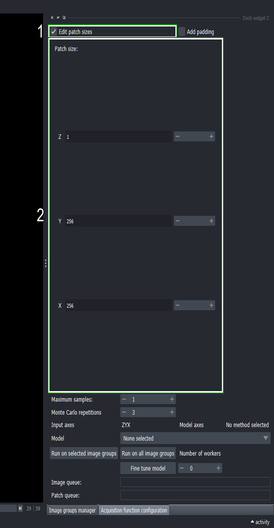 Dock widget 2
1
Edit patch sizes
Add padding
Patch size:
Z 1 − +
2
Y 256 − +
X 256 − +
Maximum samples: − 1 +
Monte Carlo repetitions − 3 +
Input axes ZYX Model axes No method selected
Model None selected
Run on selected image groups Run on all image groups Number of workers
Fine tune model − 0 +
Image queue:
Patch queue:
Image groups manager Acquisition function configuration
activity